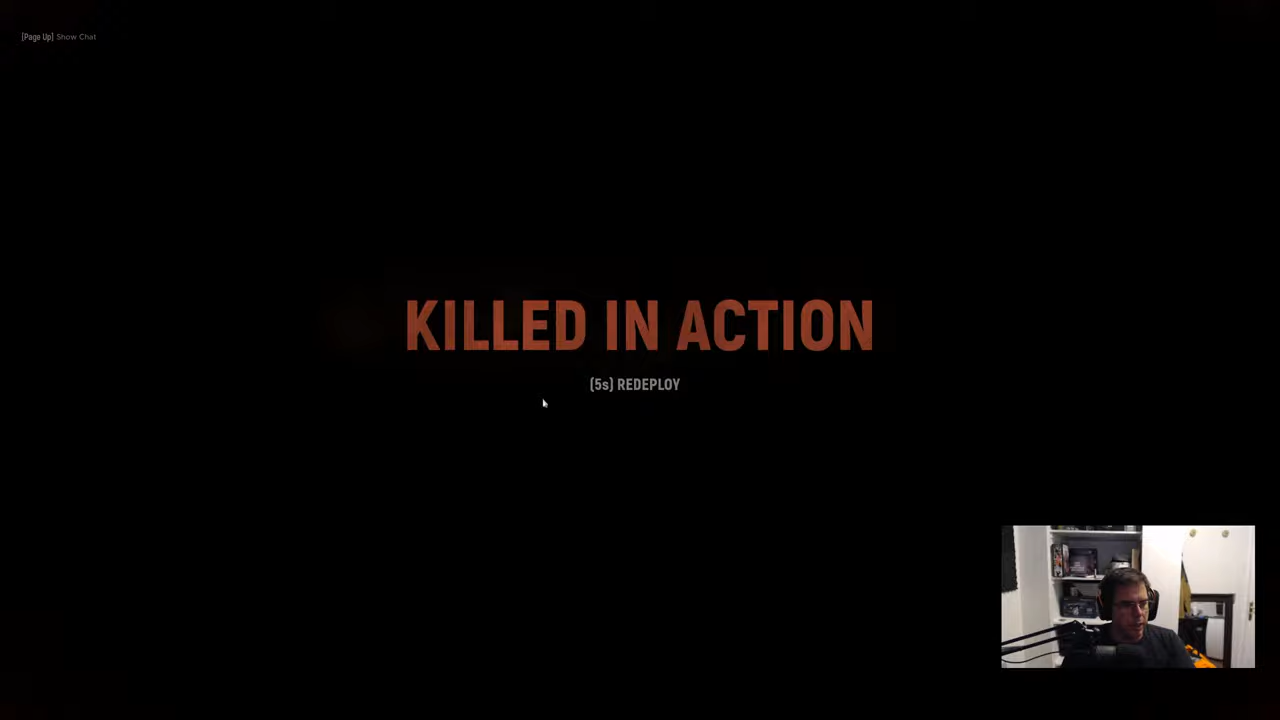 [Page Up] Show Chat
KILLED IN ACTION
(5s) REDEPLOY